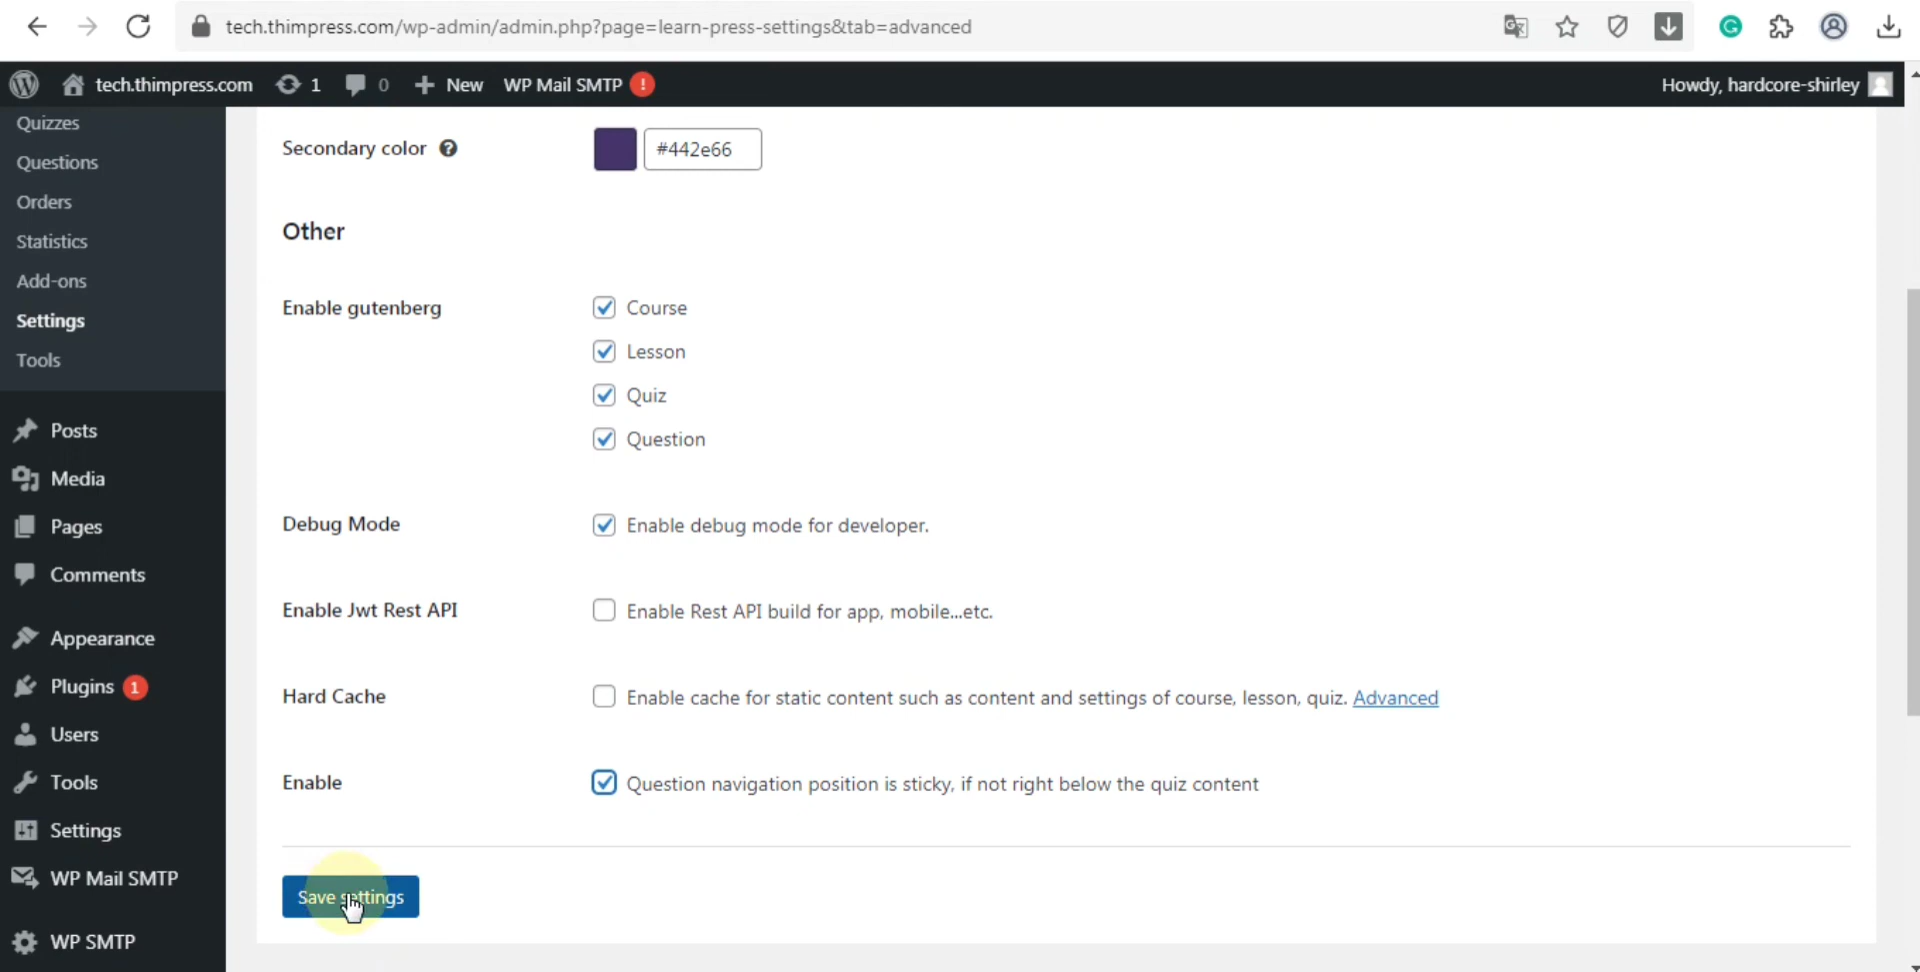 tech.thimpress.com/wp-admin/admin.php?page=learn-press-settings&tab=advanced
tech.thimpress.com 1 0 New WP Mail SMTP ! Howdy, hardcore-shirley
Quizzes
Questions
Orders
Statistics
Add-ons
Settings
Tools
Posts
Media
Pages
Comments
Appearance
Plugins 1
Users
Tools
Settings
WP Mail SMTP
WP SMTP
Secondary color ? #442e66
Other
Enable gutenberg Course
Lesson
Quiz
Question
Debug Mode Enable debug mode for developer.
Enable Jwt Rest API Enable Rest API build for app, mobile...etc.
Hard Cache Enable cache for static content such as content and settings of course, lesson, quiz. Advanced
Enable Question navigation position is sticky, if not right below the quiz content
Save settings